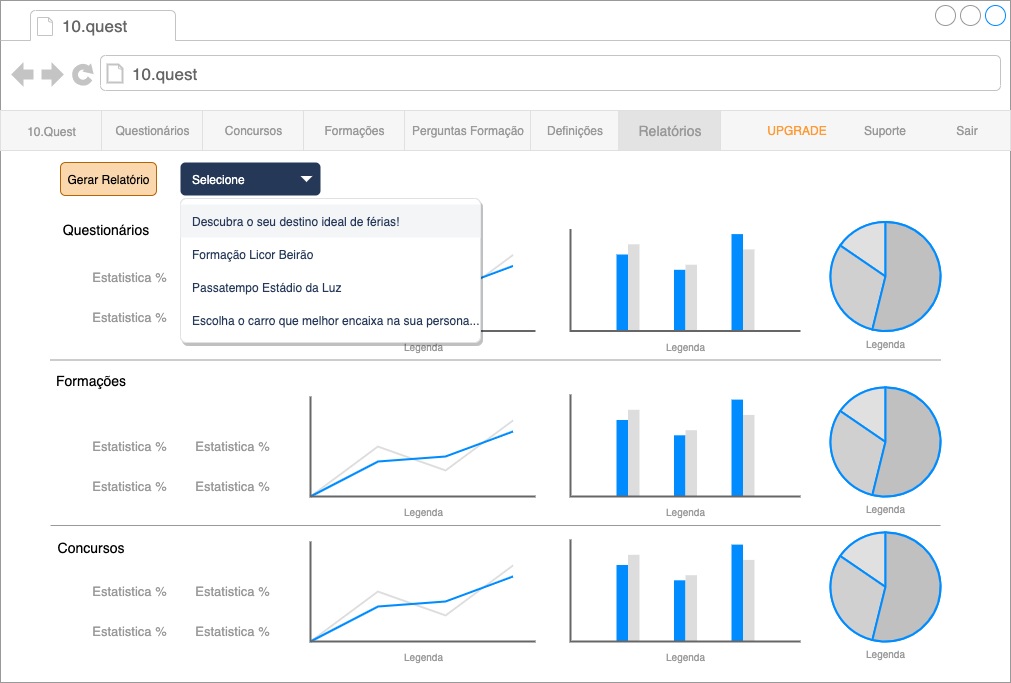 10.quest
10.quest
10.Quest Questionários Concursos Formações Perguntas Formação Definições Relatórios UPGRADE Suporte Sair
Gerar Relatório Selecione
Descubra o seu destino ideal de férias!
Questionários
Formação Licor Beirão
Estatistica %
Passatempo Estádio da Luz
Estatistica %
Escolha o carro que melhor encaixa na sua persona...
Legenda Legenda Legenda
Formações
Estatistica % Estatistica %
Estatistica % Estatistica %
Legenda Legenda Legenda
Concursos
Estatistica % Estatistica %
Estatistica % Estatistica %
Legenda Legenda Legenda